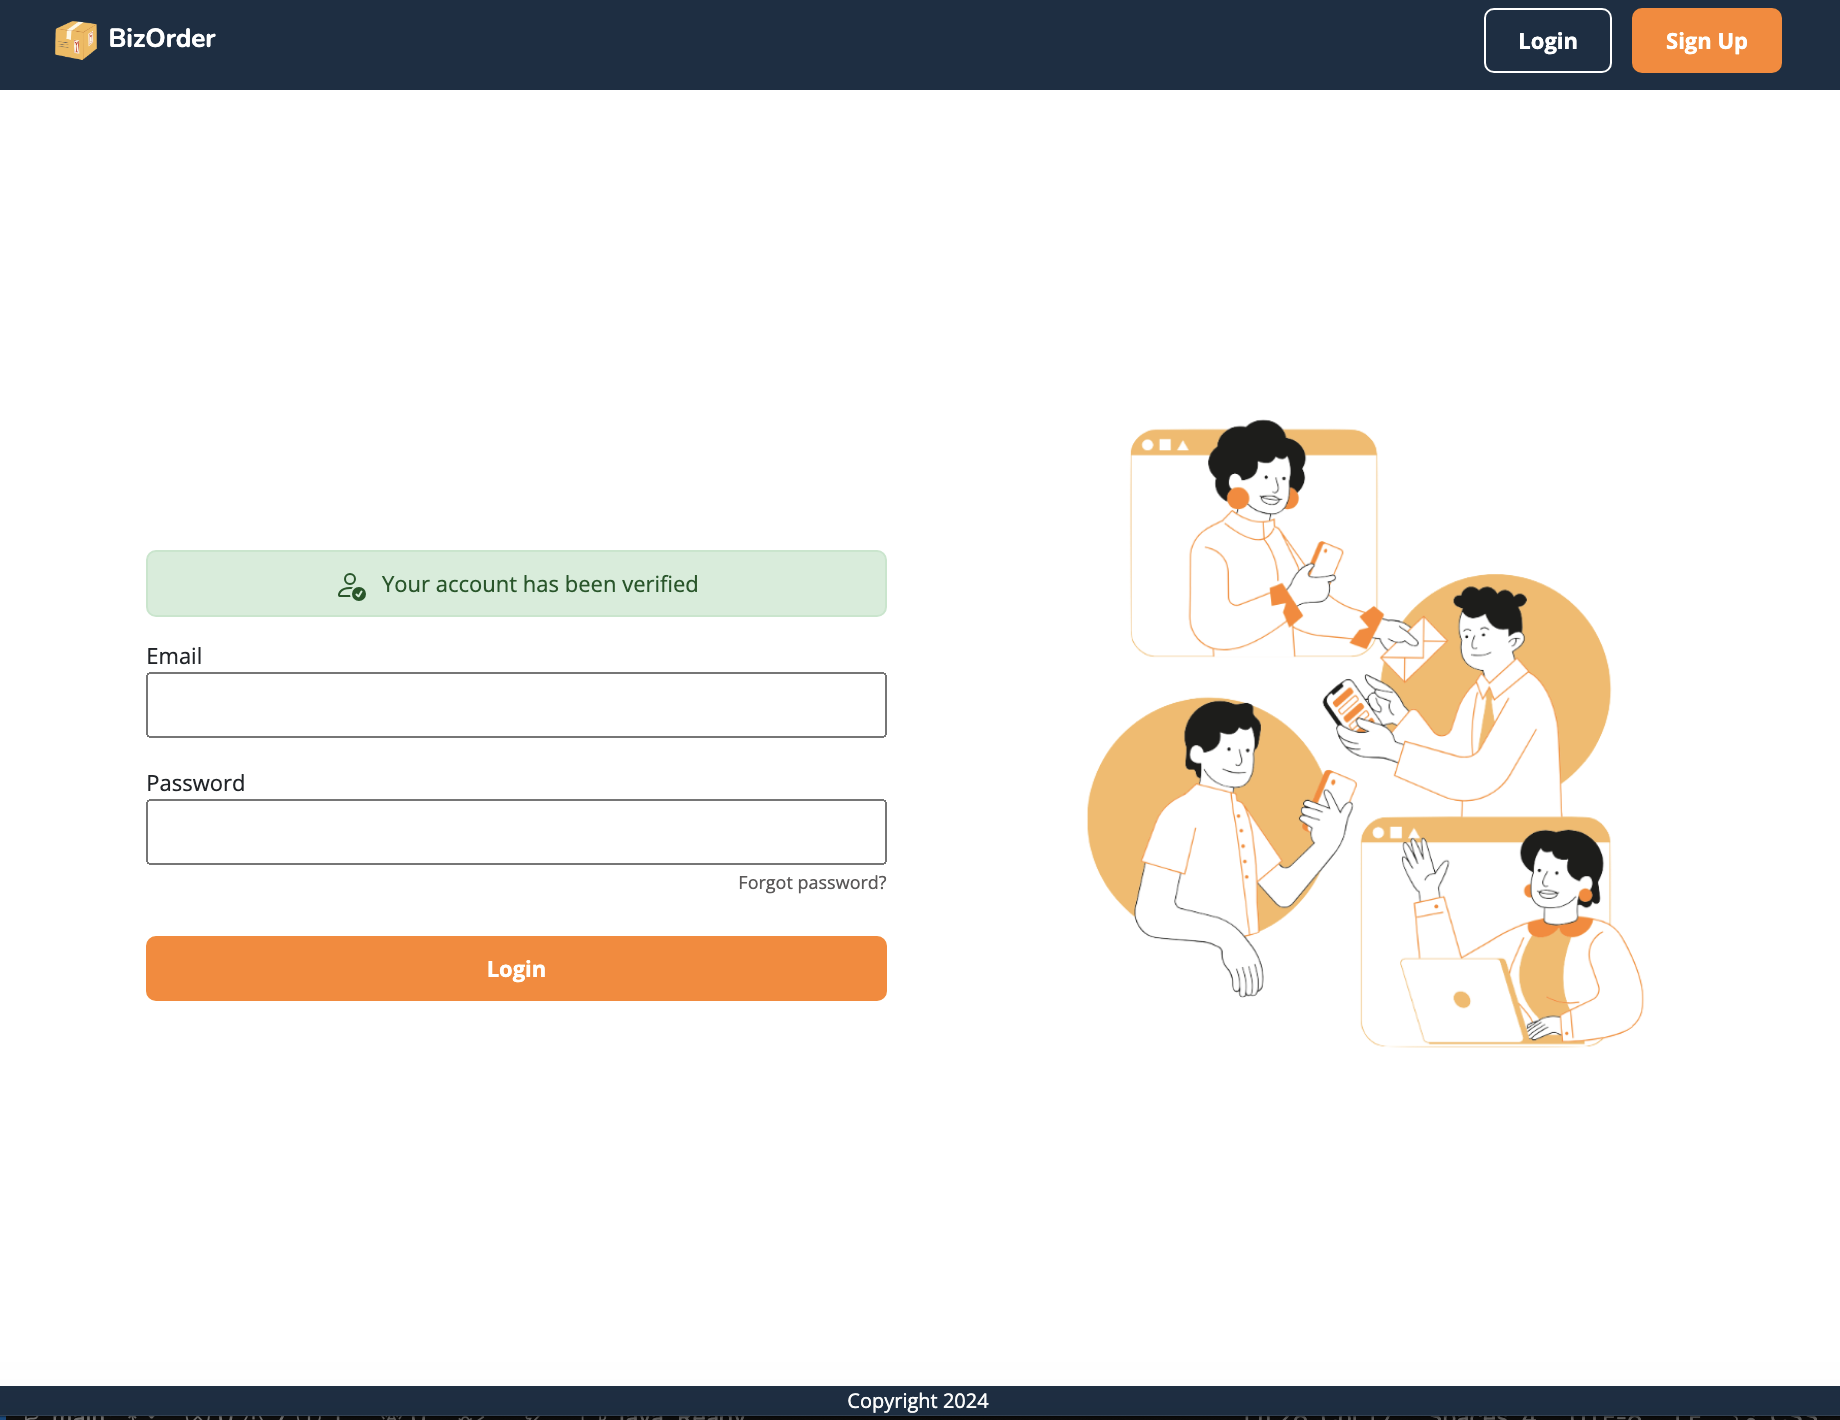 BizOrder
Login
Sign Up
Your account has been verified
Email
Password
Forgot password?
Login
Copyright 2024